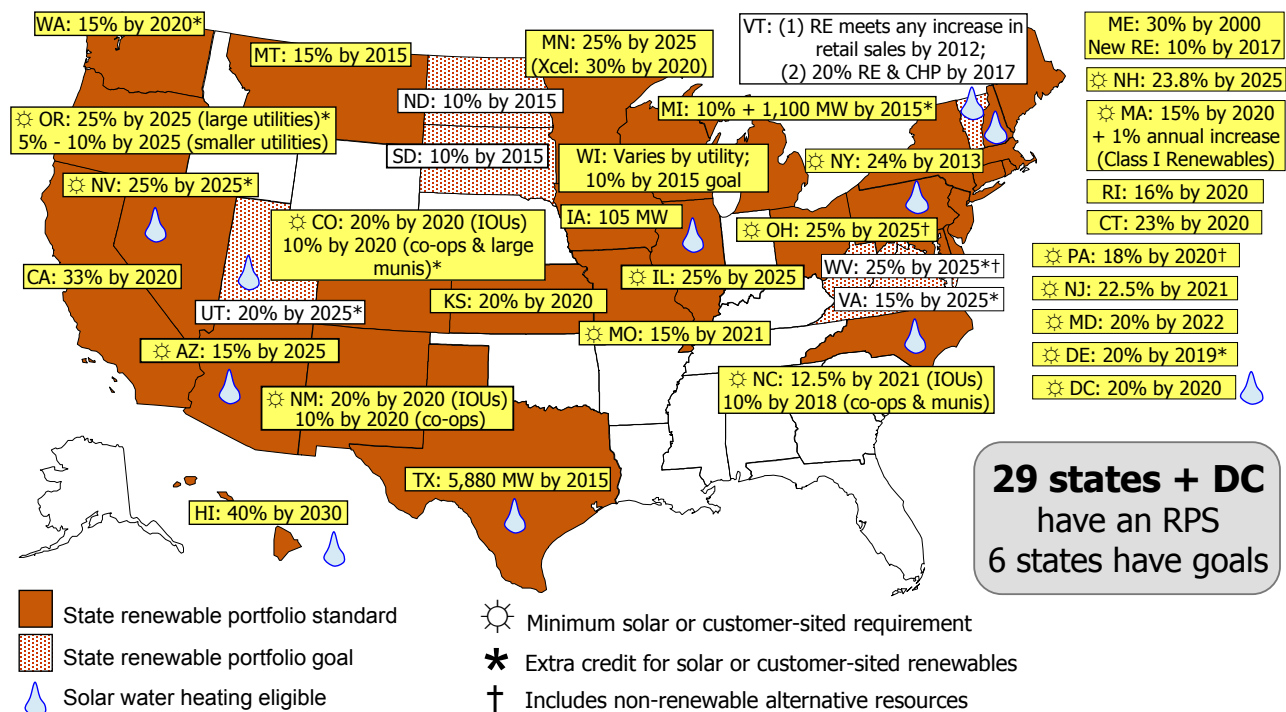 WA: 15% by 2020*
MT: 15% by 2015
MN: 25% by 2025
(Xcel: 30% by 2020)
VT: (1) RE meets any increase in
retail sales by 2012;
(2) 20% RE & CHP by 2017
ME: 30% by 2000
New RE: 10% by 2017
☼ NH: 23.8% by 2025
ND: 10% by 2015
MI: 10% + 1,100 MW by 2015*
☼ OR: 25% by 2025 (large utilities)*
5% - 10% by 2025 (smaller utilities)
☼ MA: 15% by 2020
+ 1% annual increase
(Class I Renewables)
SD: 10% by 2015
WI: Varies by utility;
10% by 2015 goal
☼ NY: 24% by 2013
☼ NV: 25% by 2025*
RI: 16% by 2020
CT: 23% by 2020
☼ CO: 20% by 2020 (IOUs)
10% by 2020 (co-ops & large
munis)*
IA: 105 MW
☼ OH: 25% by 2025†
☼ PA: 18% by 2020†
CA: 33% by 2020
☼ IL: 25% by 2025
WV: 25% by 2025*†
☼ NJ: 22.5% by 2021
UT: 20% by 2025*
KS: 20% by 2020
VA: 15% by 2025*
☼ MD: 20% by 2022
☼ AZ: 15% by 2025
☼ MO: 15% by 2021
☼ DE: 20% by 2019*
☼ DC: 20% by 2020
☼ NM: 20% by 2020 (IOUs)
10% by 2020 (co-ops)
☼ NC: 12.5% by 2021 (IOUs)
10% by 2018 (co-ops & munis)
TX: 5,880 MW by 2015
HI: 40% by 2030
29 states + DC
have an RPS
6 states have goals
State renewable portfolio standard
State renewable portfolio goal
Solar water heating eligible
☼ Minimum solar or customer-sited requirement
* Extra credit for solar or customer-sited renewables
† Includes non-renewable alternative resources